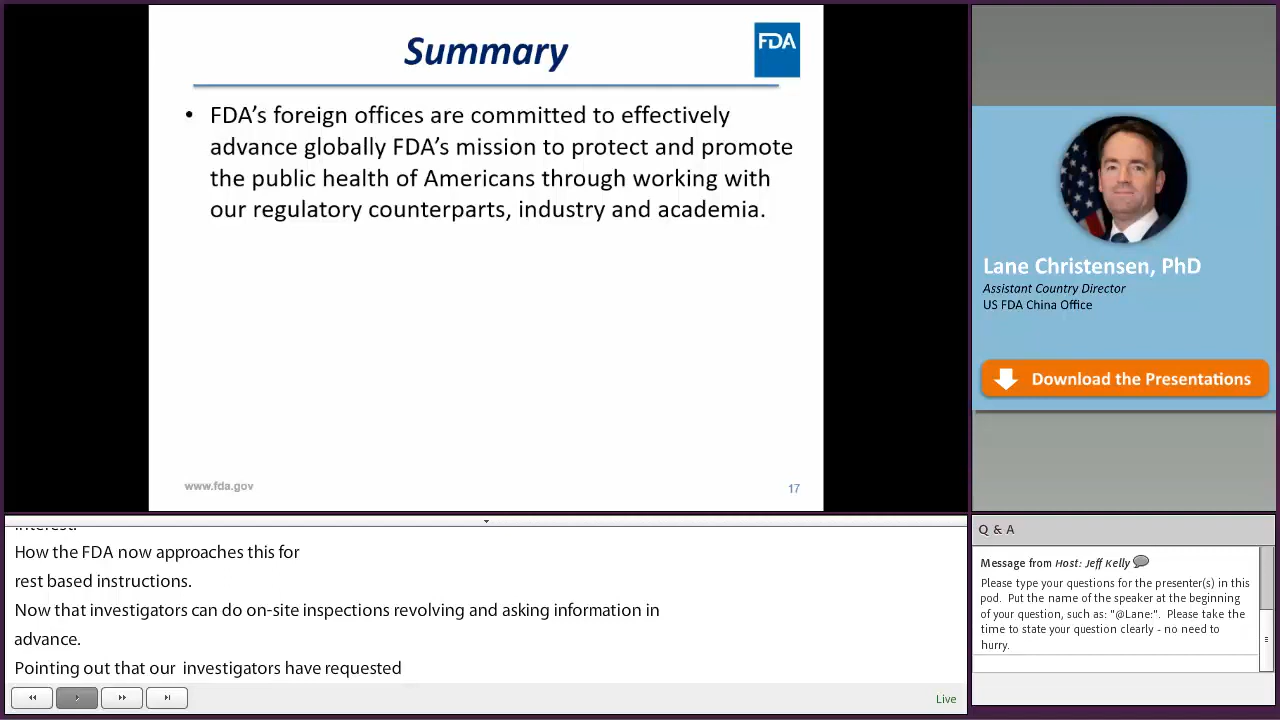 Summary
FDA
• FDA's foreign offices are committed to effectively
advance globally FDA's mission to protect and promote
the public health of Americans through working with
our regulatory counterparts, industry and academia.
www.fda.gov
17
Lane Christensen, PhD
Assistant Country Director
US FDA China Office
Download the Presentations
How the FDA now approaches this for
rest based instructions.
Now that investigators can do on-site inspections revolving and asking information in
advance.
Pointing out that our  investigators have requested
Live
Q & A
Message from Host: Jeff Kelly
Please type your questions for the presenter(s) in this
pod.  Put the name of the speaker at the beginning
of your question, such as: "@Lane:".  Please take the
time to state your question clearly - no need to
hurry.